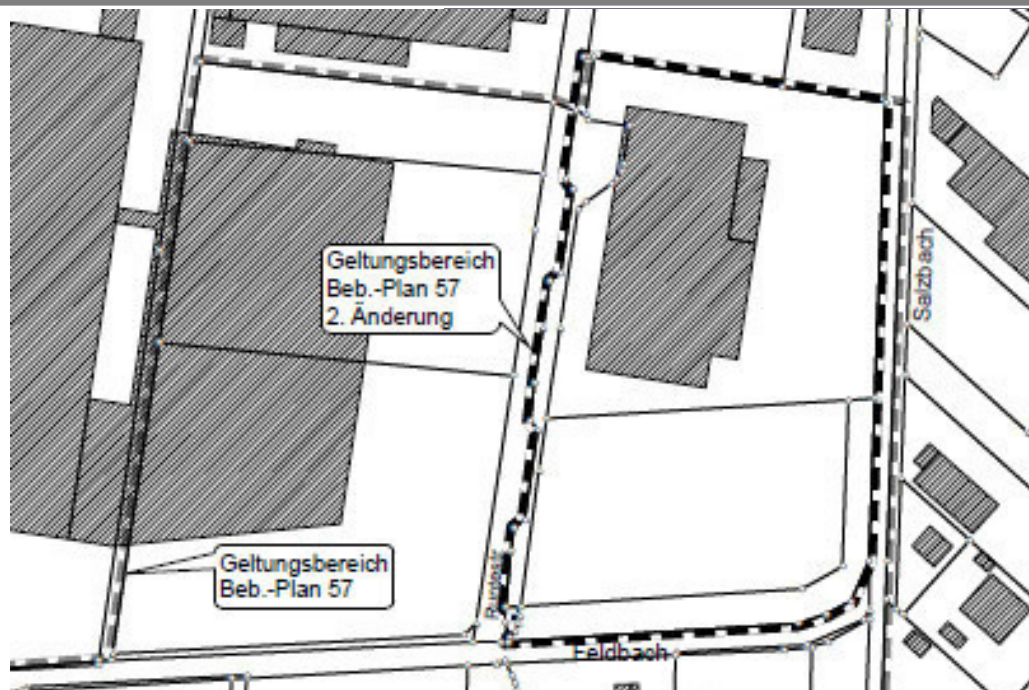 Geltungsbereich
Beb.-Plan 57
2. Änderung
Salzbach
Geltungsbereich
Beb.-Plan 57
Feldbach